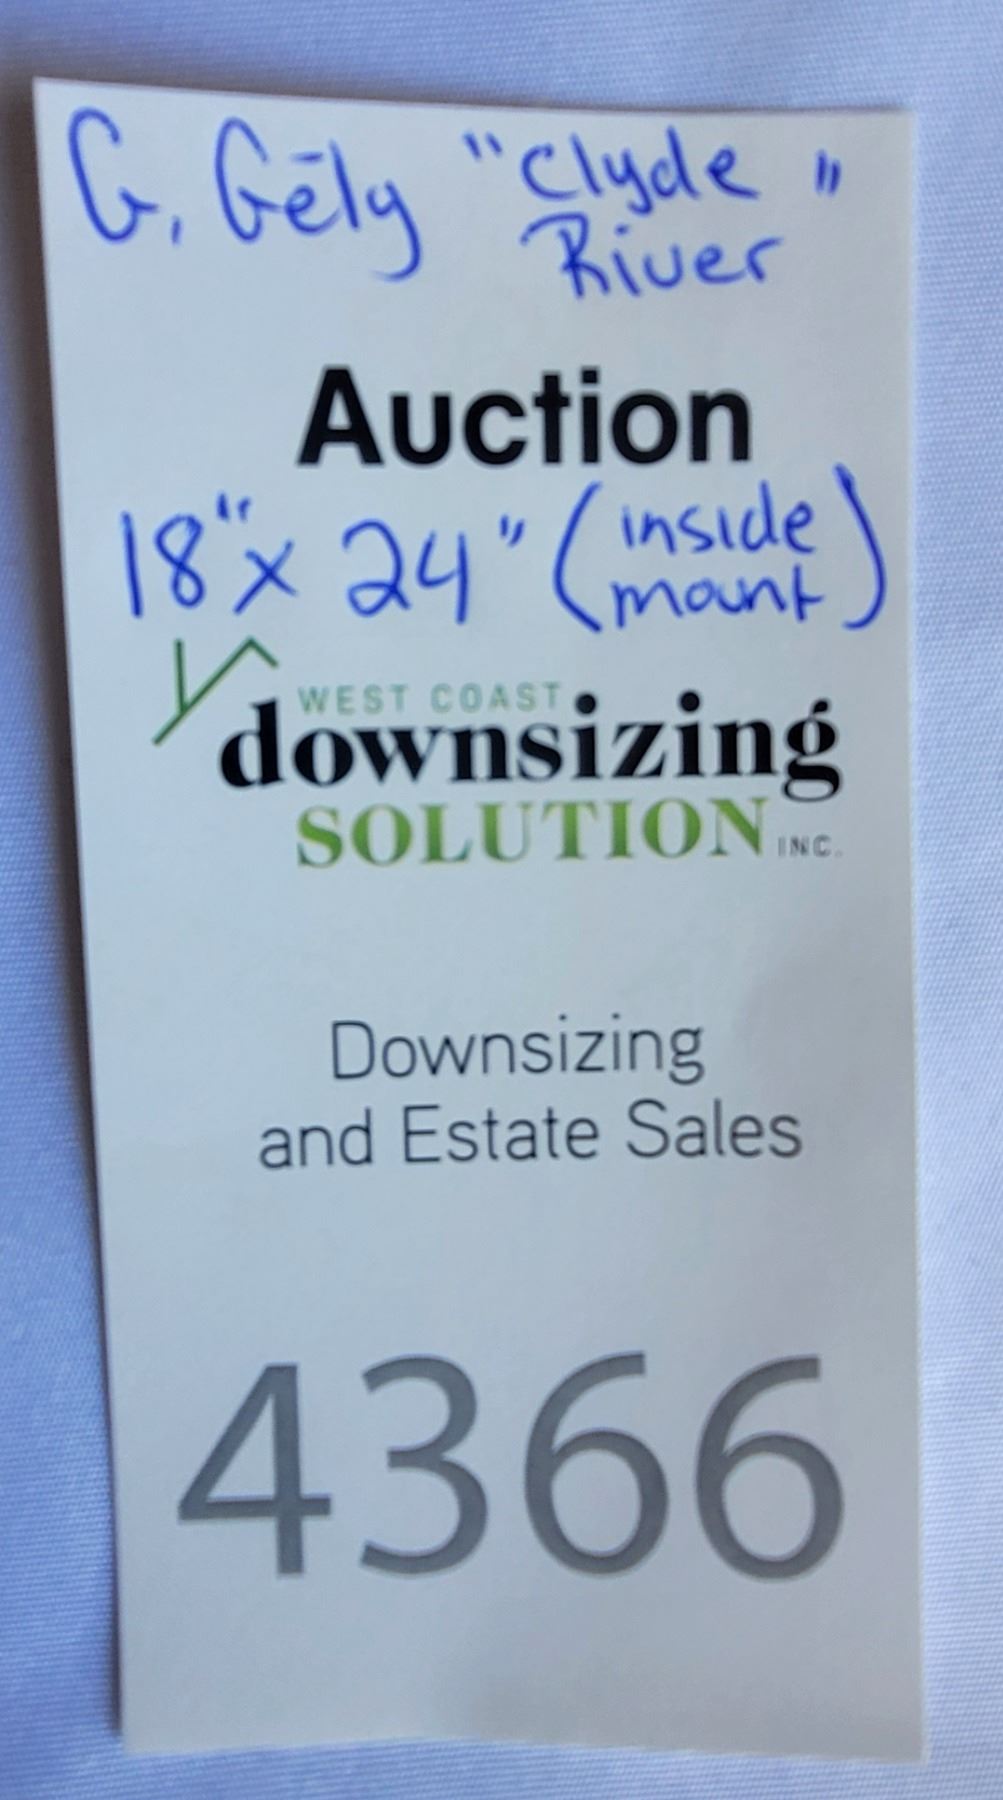 G. Gēly "Clyde River"
Auction
18" x 24" (inside mount)
WEST COAST
downsizing
SOLUTION INC.
Downsizing
and Estate Sales
4366